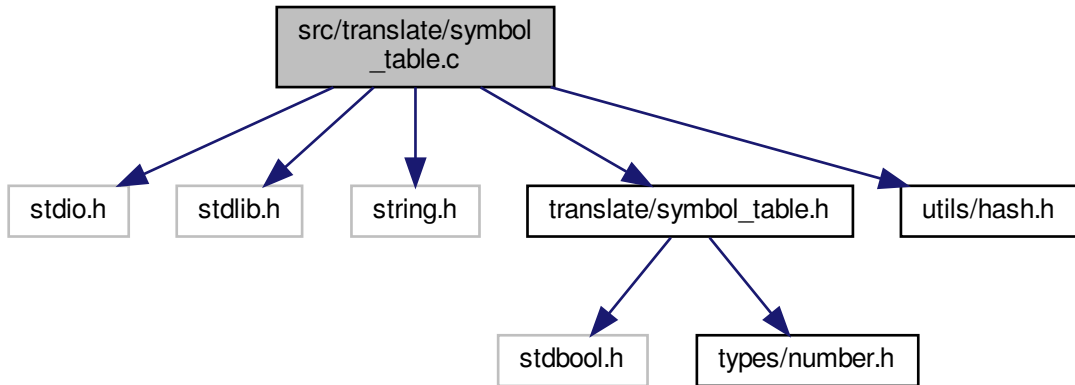 src/translate/symbol
_table.c
stdio.h
stdlib.h
string.h
translate/symbol_table.h
utils/hash.h
stdbool.h
types/number.h